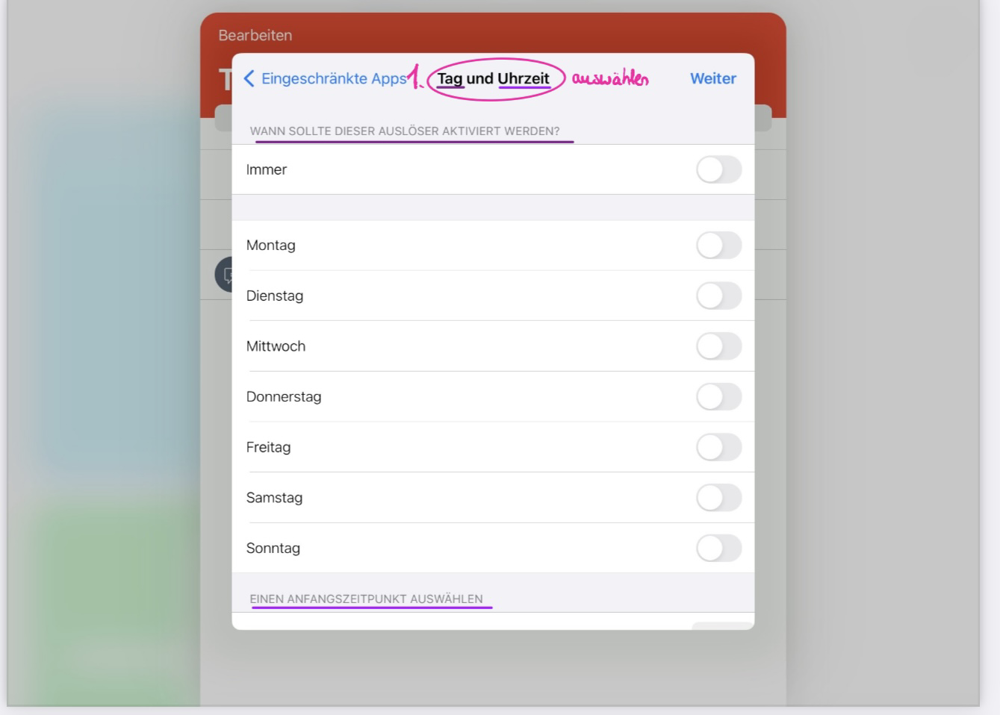 Bearbeiten
T
Eingeschränkte Apps 1. Tag und Uhrzeit auswählen Weiter
WANN SOLLTE DIESER AUSLÖSER AKTIVIERT WERDEN?
Immer
Montag
Dienstag
Mittwoch
Donnerstag
Freitag
Samstag
Sonntag
EINEN ANFANGSZEITPUNKT AUSWÄHLEN